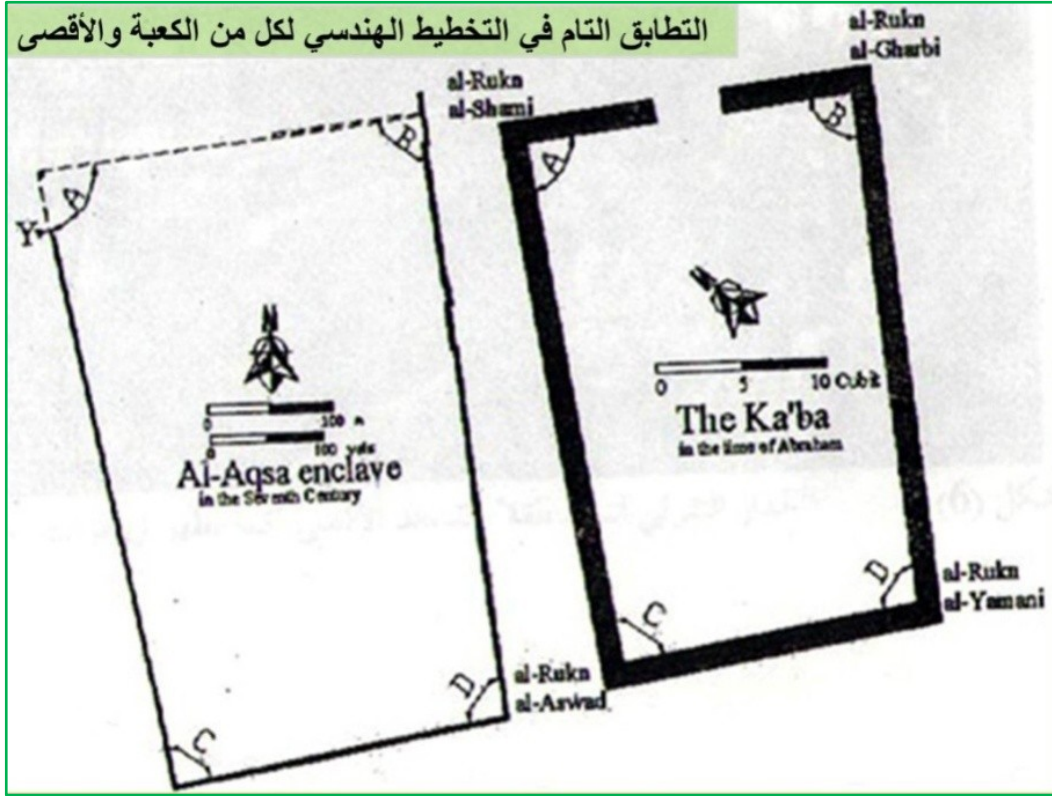 التطابق التام في التخطيط الهندسي لكل من الكعبة والأقصى
al-Rukn
al-Gharbi
al-Rukn
al-Shami
A
B
Y
A
B
N
0 100 m
0 100 yds
Al-Aqsa enclave
in the Seventh Century
N
0 5 10 Cubit
The Ka'ba
in the time of Abraham
شكل (6)
C
D
al-Rukn
al-Yamani
C
D
al-Rukn
al-Aswad